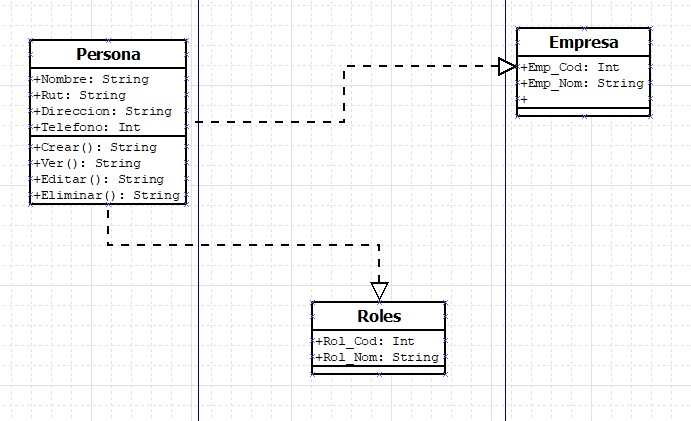 Persona
+Nombre: String
+Rut: String
+Direccion: String
+Telefono: Int
+Crear(): String
+Ver(): String
+Editar(): String
+Eliminar(): String
Empresa
+Emp_Cod: Int
+Emp_Nom: String
+
Roles
+Rol_Cod: Int
+Rol_Nom: String